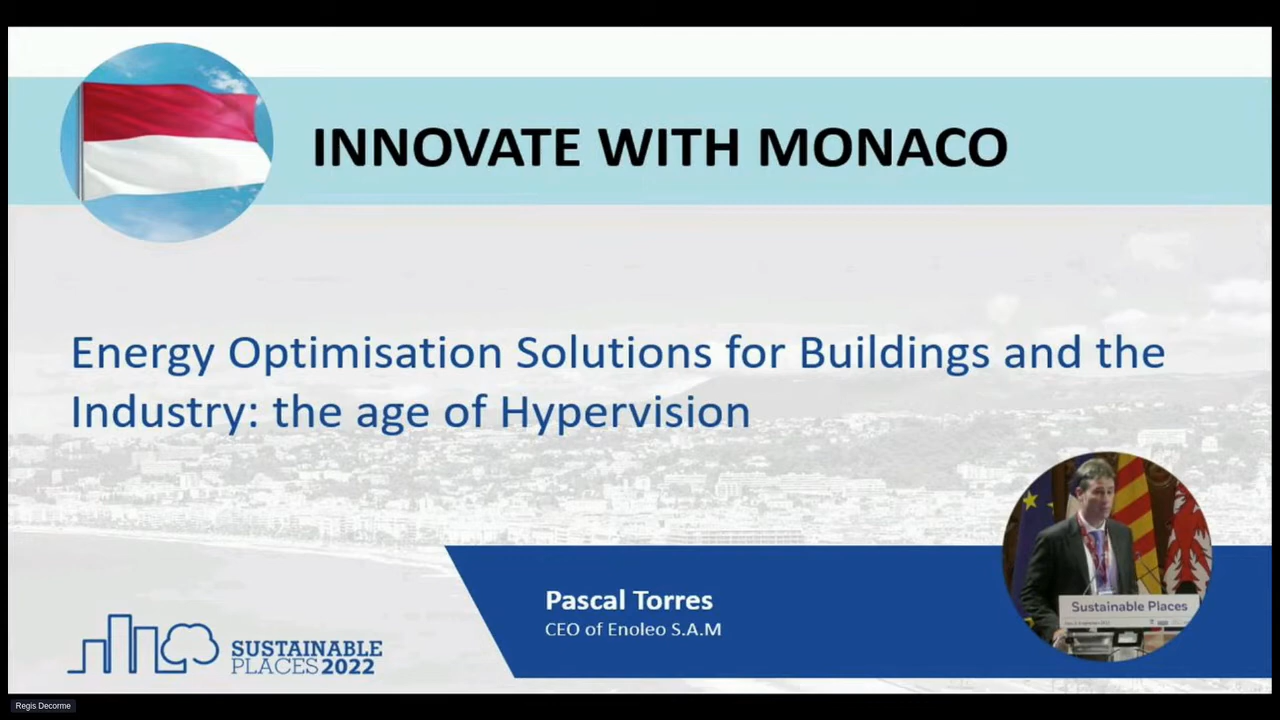 INNOVATE WITH MONACO
Energy Optimisation Solutions for Buildings and the
Industry: the age of Hypervision
Sustainable Places
Pascal Torres
CEO of Enoleo S.A.M
SUSTAINABLE
PLACES 2022
Regis Decorme